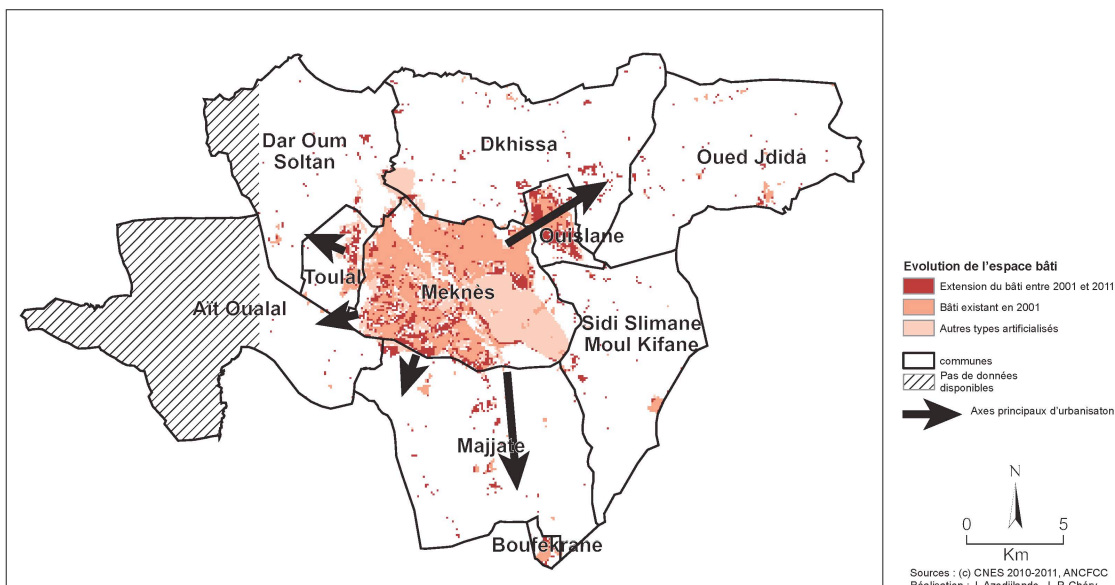 Dar Oum
Soltan
Dkhissa
Oued Jdida
Ouislane
Toulal
Meknès
Aït Oualal
Sidi Slimane
Moul Kifane
Majjate
Boufekrane
Evolution de l'espace bâti
Extension du bâti entre 2001 et 2011
Bâti existant en 2001
Autres types artificialisés
communes
Pas de données
disponibles
Axes principaux d'urbanisaton
N
0 5
Km
Sources : (c) CNES 2010-2011, ANCFCC